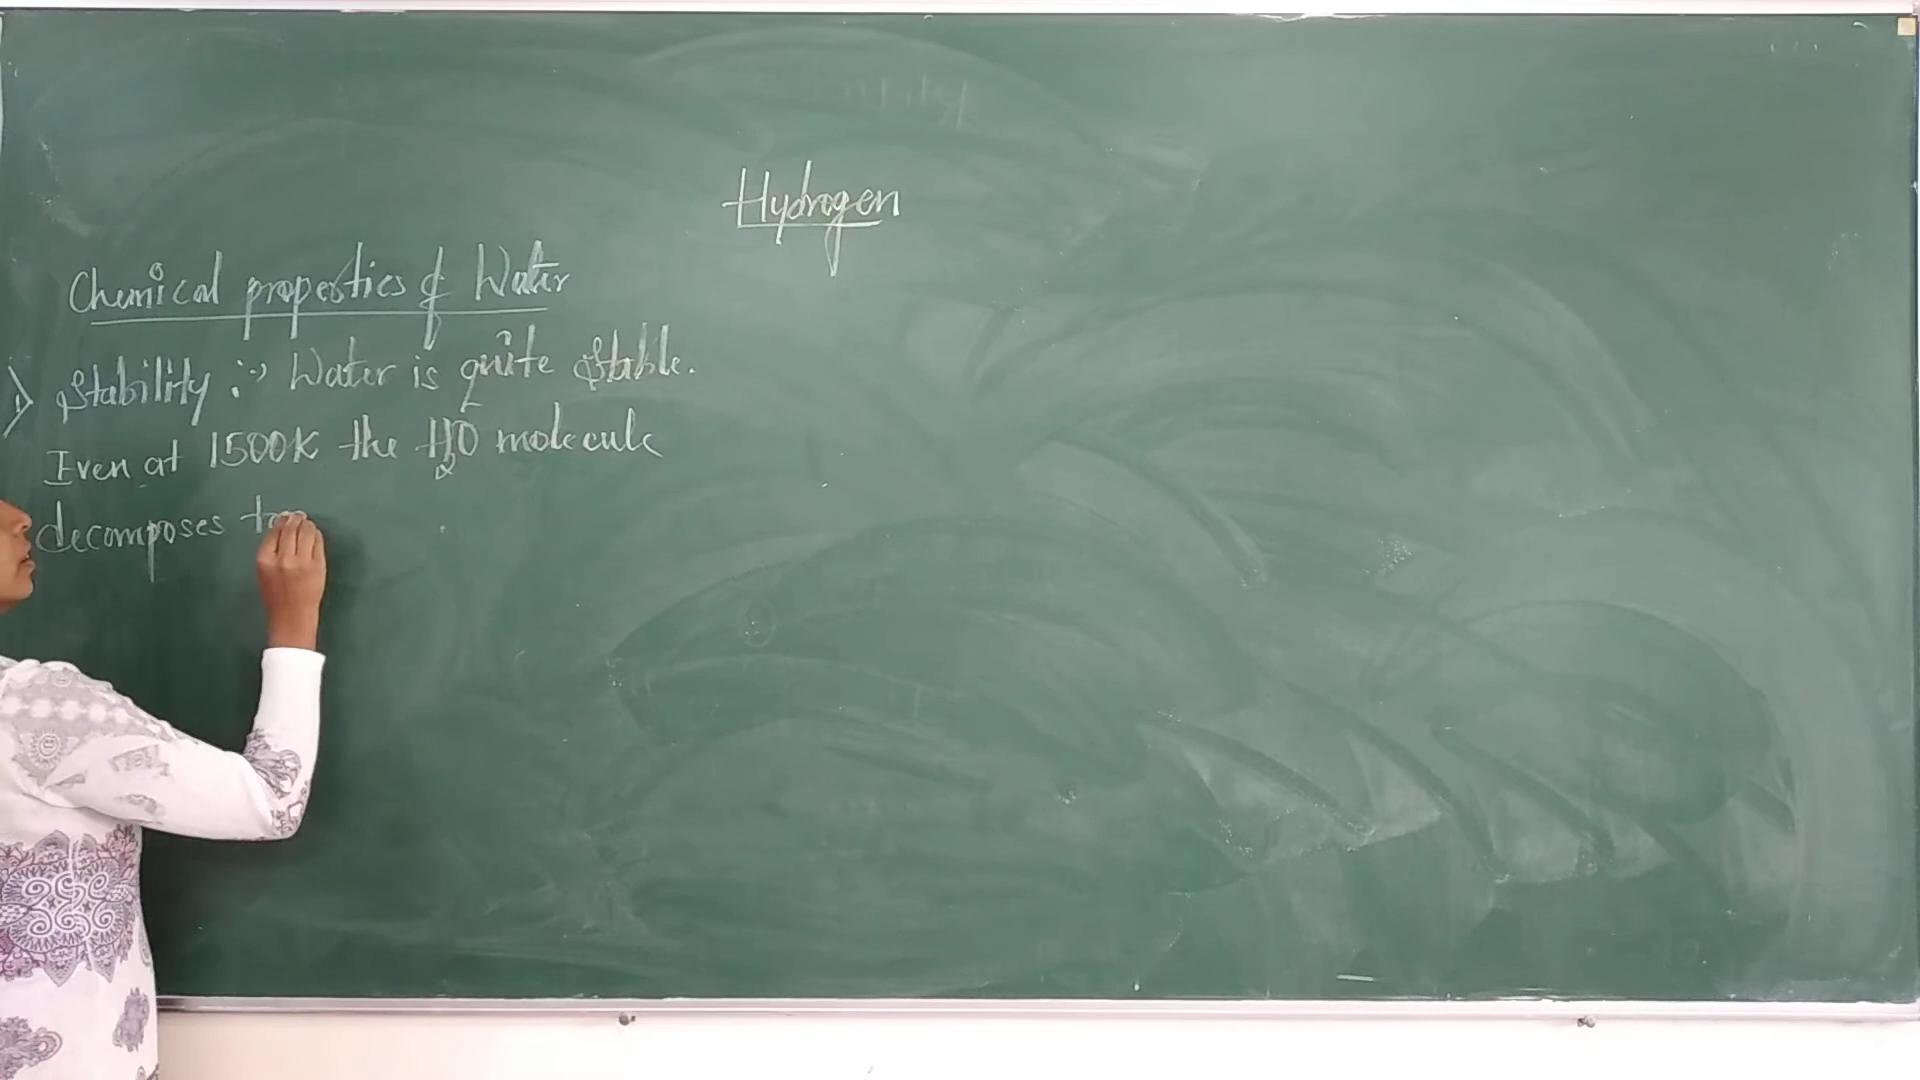 Hydrogen
Chemical properties of Water
1) Stability :- Water is quite stable.
Even at 1500K the H2O molecule
decomposes to